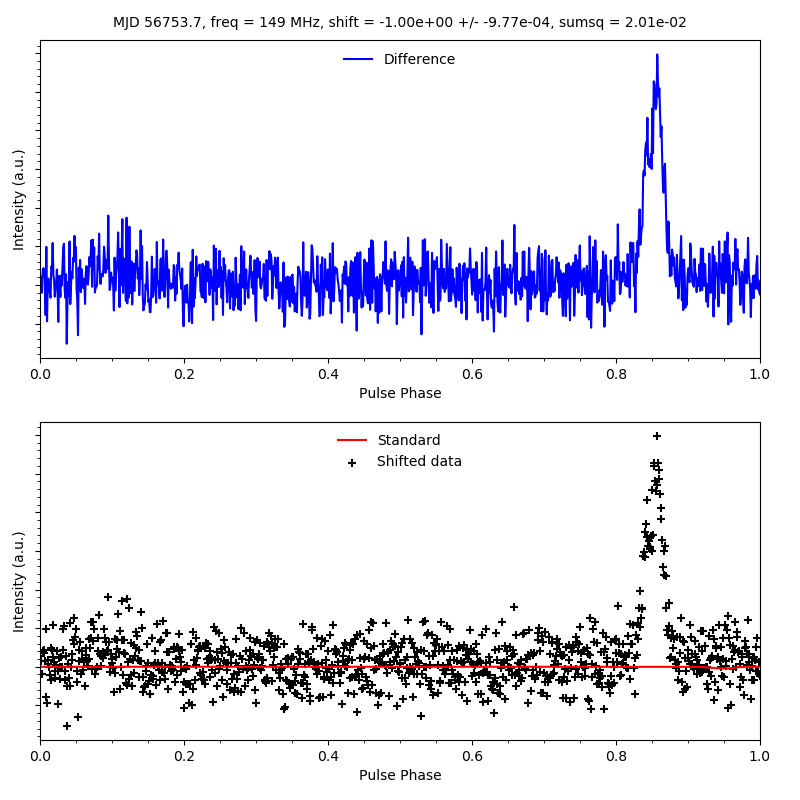 MJD 56753.7, freq = 149 MHz, shift = -1.00e+00 +/- -9.77e-04, sumsq = 2.01e-02
Difference
Intensity (a.u.)
0.0 0.2 0.4 0.6 0.8 1.0
Pulse Phase
Standard
Shifted data
Intensity (a.u.)
0.0 0.2 0.4 0.6 0.8 1.0
Pulse Phase